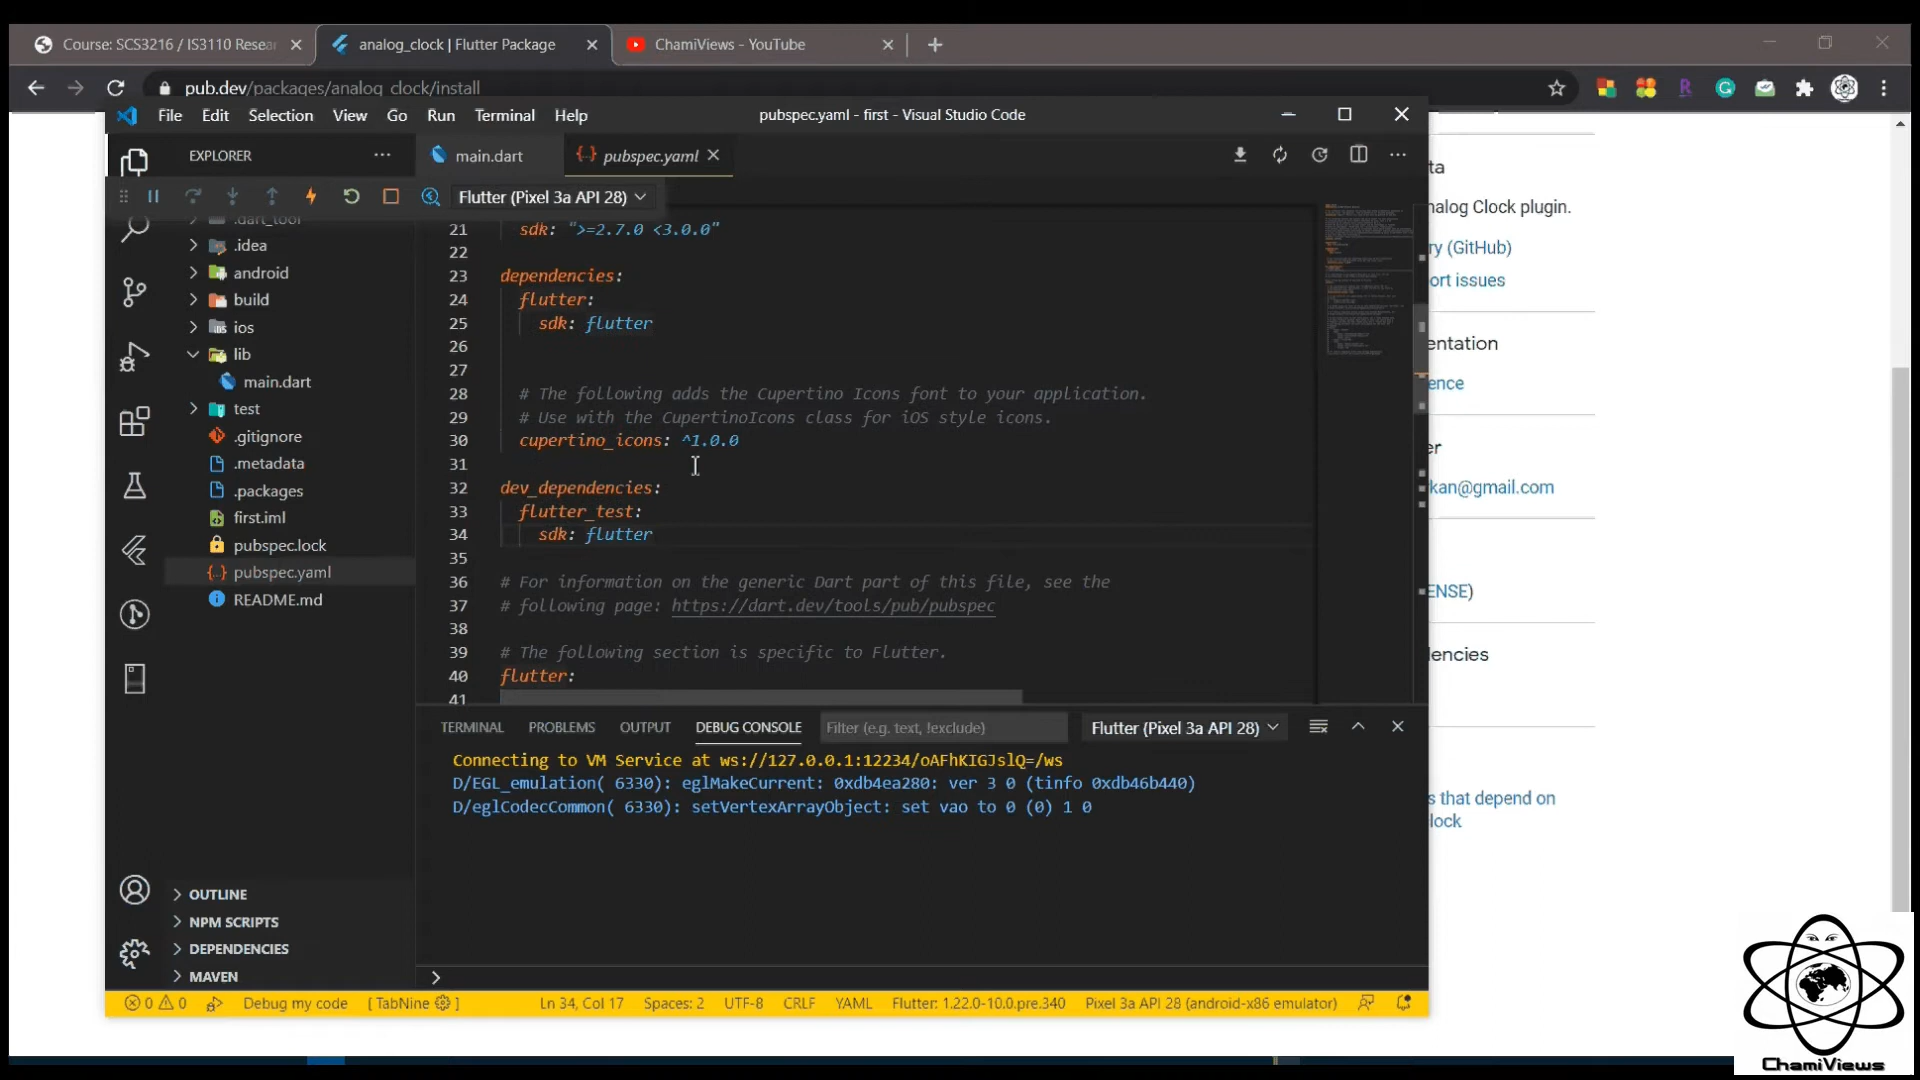 Course: SCS3216 / IS3110 Resea
analog_clock | Flutter Package
ChamiViews - YouTube
pub.dev/packages/analog_clock/install
File Edit Selection View Go Run Terminal Help
pubspec.yaml - first - Visual Studio Code
EXPLORER
main.dart
pubspec.yaml
Flutter (Pixel 3a API 28)
.dart_tool
.idea
android
build
ios
lib
main.dart
test
.gitignore
.metadata
.packages
first.iml
pubspec.lock
pubspec.yaml
README.md
OUTLINE
NPM SCRIPTS
DEPENDENCIES
MAVEN
21 sdk: ">=2.7.0 <3.0.0"
22
23 dependencies:
24 flutter:
25 sdk: flutter
26
27
28 # The following adds the Cupertino Icons font to your application.
29 # Use with the CupertinoIcons class for iOS style icons.
30 cupertino_icons: ^1.0.0
31
32 dev_dependencies:
33 flutter_test:
34 sdk: flutter
35
36 # For information on the generic Dart part of this file, see the
37 # following page: https://dart.dev/tools/pub/pubspec
38
39 # The following section is specific to Flutter.
40 flutter:
41
TERMINAL PROBLEMS OUTPUT DEBUG CONSOLE Filter (e.g. text, !exclude) Flutter (Pixel 3a API 28)
Connecting to VM Service at ws://127.0.0.1:12234/oAFhKIGJslQ=/ws
D/EGL_emulation( 6330): eglMakeCurrent: 0xdb4ea280: ver 3 0 (tinfo 0xdb46b440)
D/eglCodecCommon( 6330): setVertexArrayObject: set vao to 0 (0) 1 0
0 0 Debug my code [ TabNine ] Ln 34, Col 17 Spaces: 2 UTF-8 CRLF YAML Flutter: 1.22.0-10.0.pre.340 Pixel 3a API 28 (android-x86 emulator)
ta
nalog Clock plugin.
ry (GitHub)
ort issues
entation
ence
er
kan@gmail.com
ENSE)
dencies
s that depend on
lock
ChamiViews